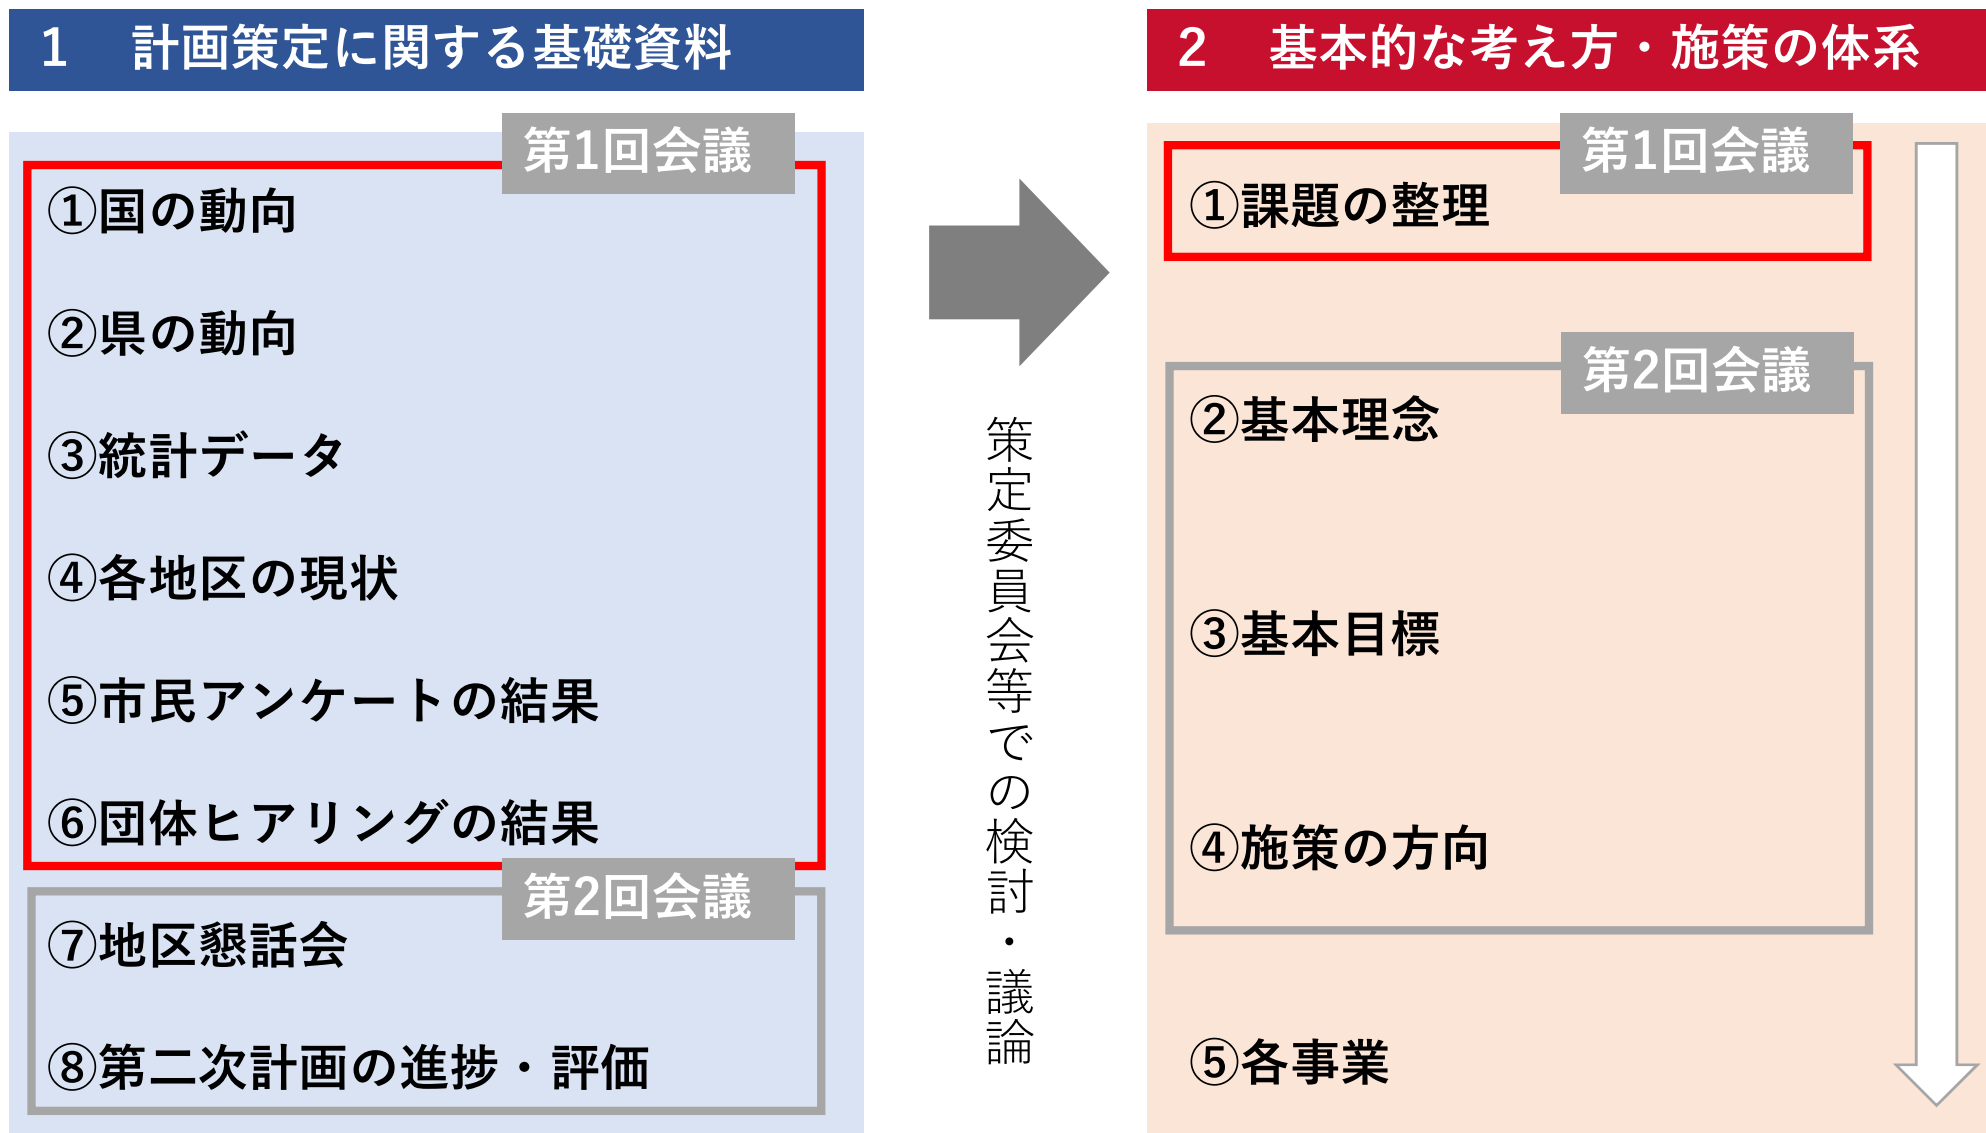 1　計画策定に関する基礎資料
第1回会議
①国の動向
②県の動向
③統計データ
④各地区の現状
⑤市民アンケートの結果
⑥団体ヒアリングの結果
第2回会議
⑦地区懇話会
⑧第二次計画の進捗・評価
策定委員会等での検討・議論
2　基本的な考え方・施策の体系
第1回会議
①課題の整理
第2回会議
②基本理念
③基本目標
④施策の方向
⑤各事業